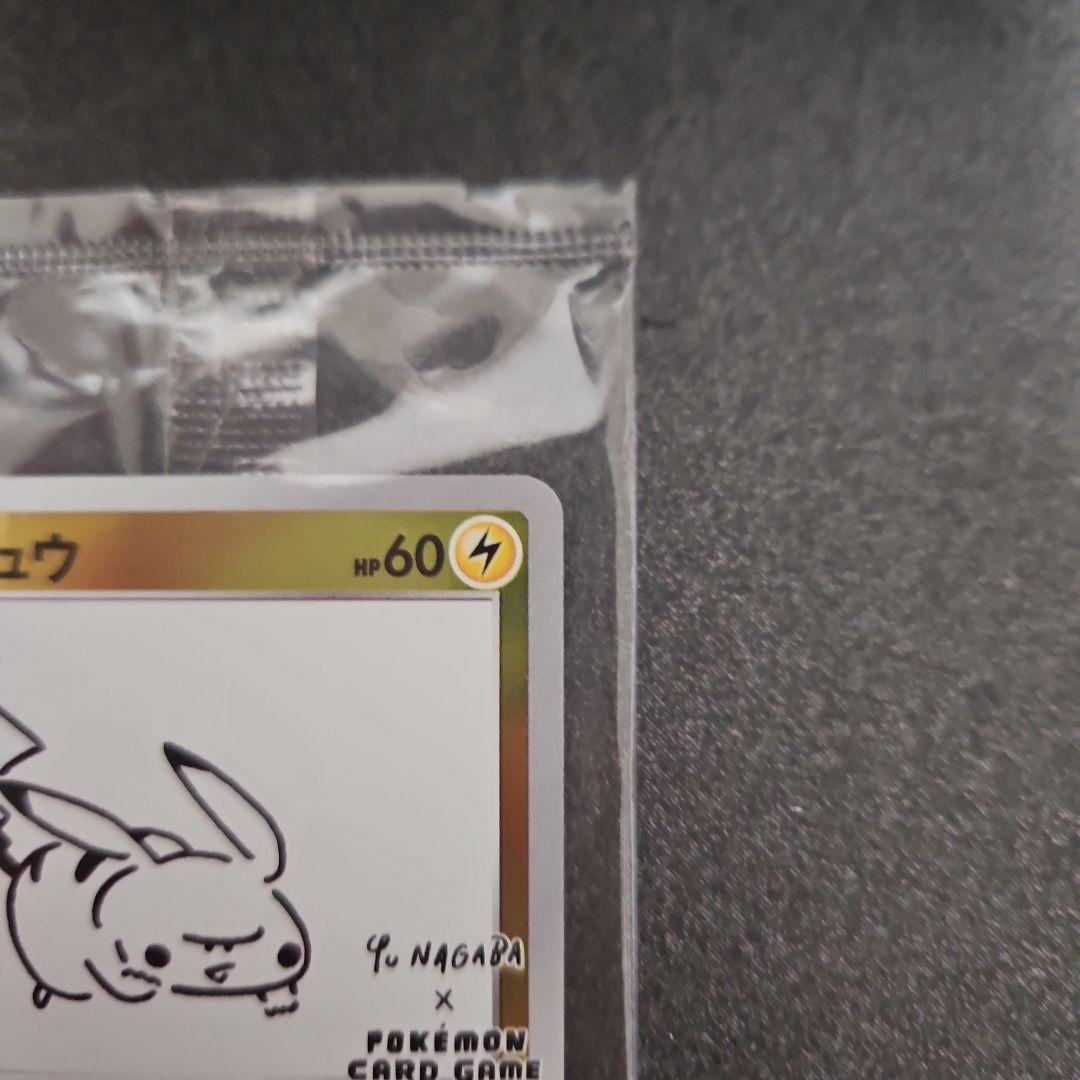 ュウ HP60
Yu NAGABA
×
POKÉMON
CARD GAME